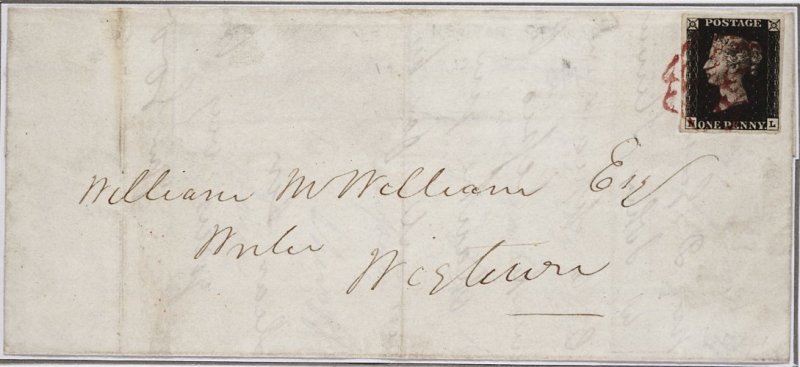 POSTAGE
ONE PENNY L
William McWilliam Esq
Writer
Wigtown